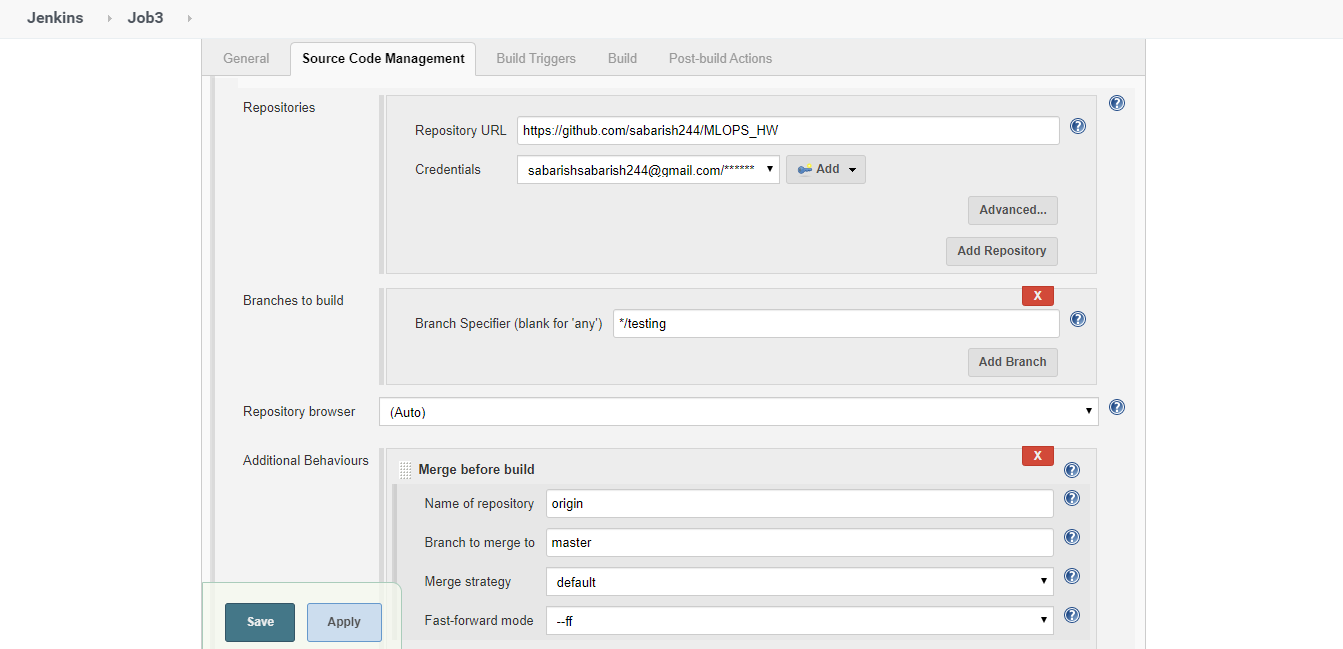 Jenkins Job3
General Source Code Management Build Triggers Build Post-build Actions
Repositories
Repository URL https://github.com/sabarish244/MLOPS_HW
Credentials sabarishsabarish244@gmail.com/****** Add
Advanced...
Add Repository
Branches to build
X
Branch Specifier (blank for 'any') */testing
Add Branch
Repository browser (Auto)
Additional Behaviours
X
Merge before build
Name of repository origin
Branch to merge to master
Merge strategy default
Fast-forward mode --ff
Save Apply